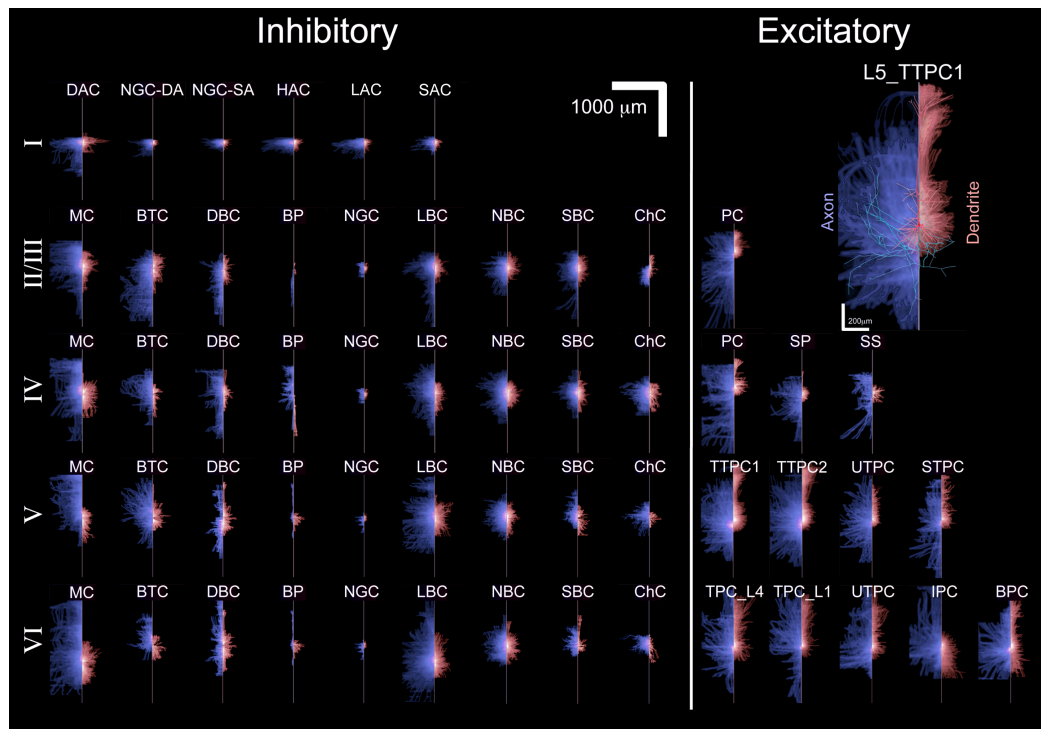 Inhibitory Excitatory
L5_TTPC1
DAC NGC-DA NGC-SA HAC LAC SAC
1000 μm
I
Axon
Dendrite
MC BTC DBC BP NGC LBC NBC SBC ChC PC
II/III
200μm
MC BTC DBC BP NGC LBC NBC SBC ChC PC SP SS
IV
MC BTC DBC BP NGC LBC NBC SBC ChC TTPC1 TTPC2 UTPC STPC
V
MC BTC DBC BP NGC LBC NBC SBC ChC TPC_L4 TPC_L1 UTPC IPC BPC
VI